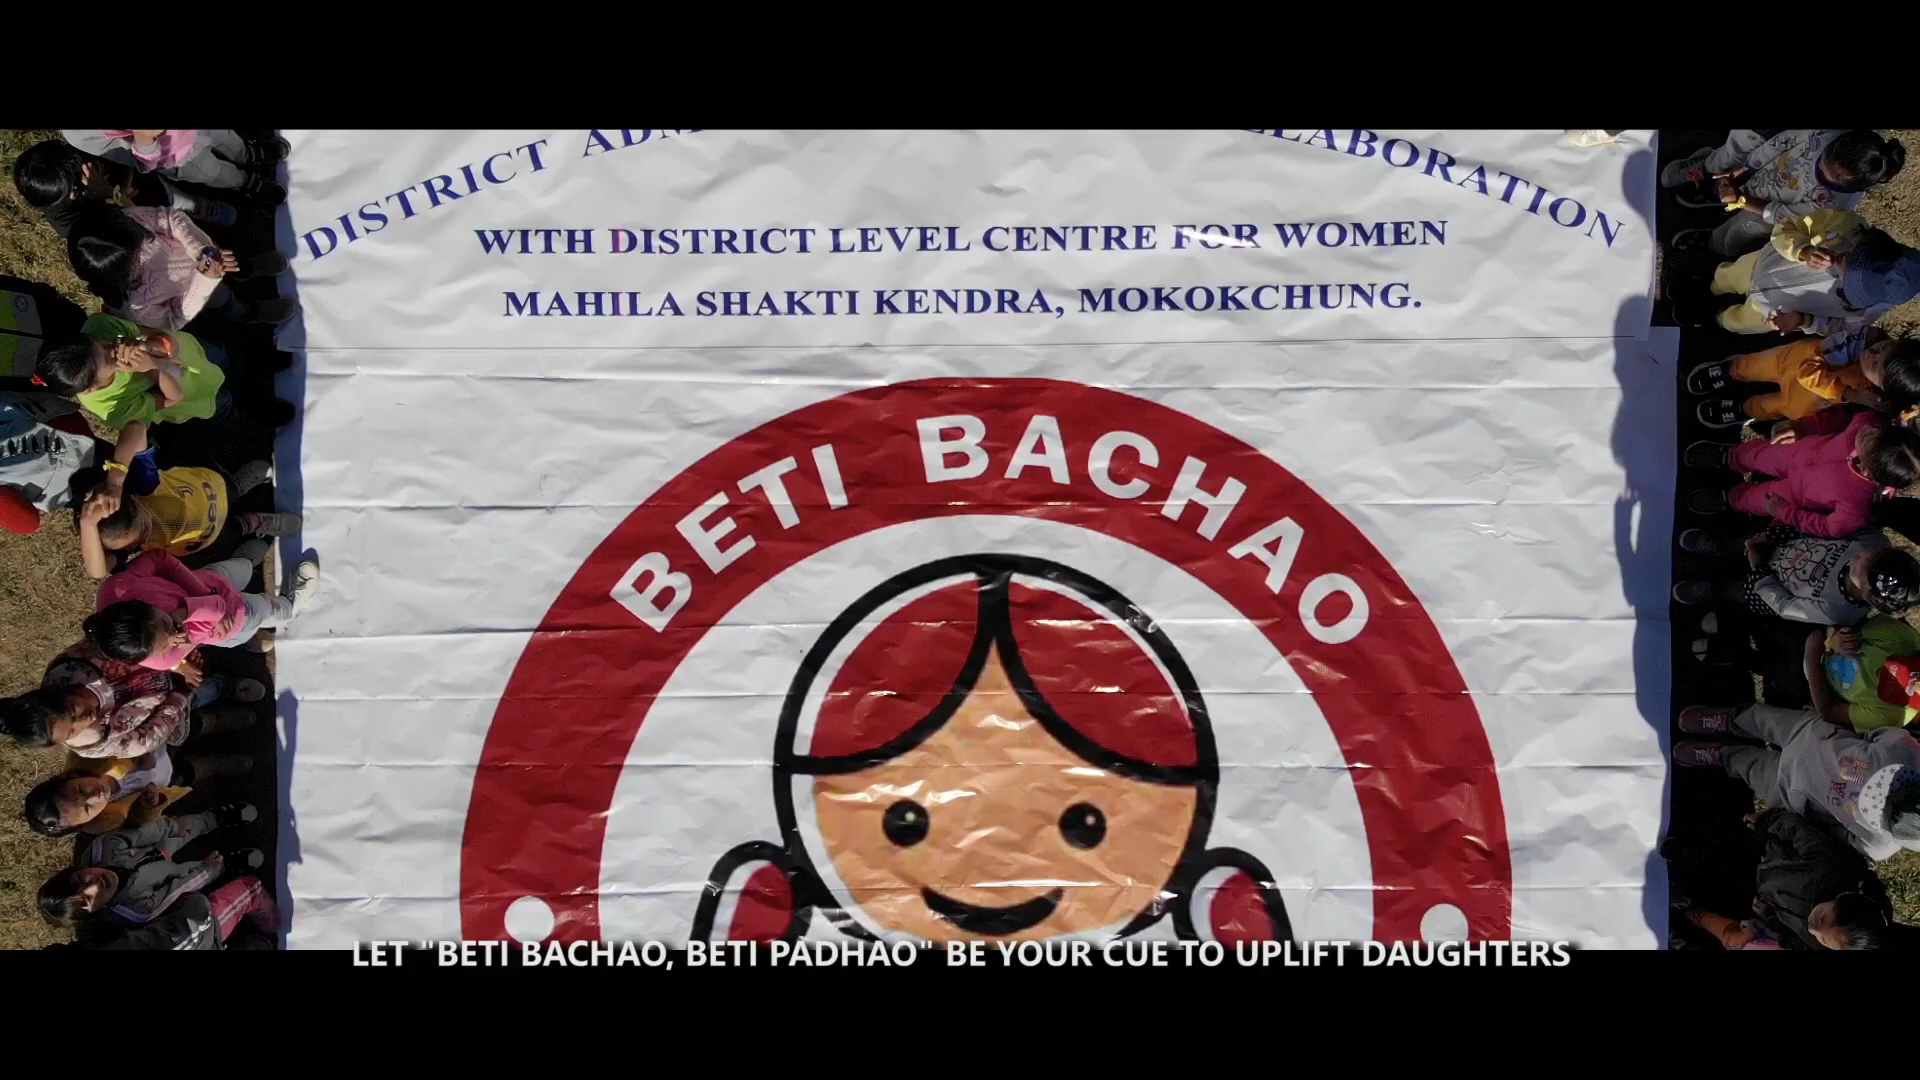 DISTRICT
COLLABORATION
WITH DISTRICT LEVEL CENTRE FOR WOMEN
MAHILA SHAKTI KENDRA, MOKOKCHUNG.
BETI BACHAO
LET "BETI BACHAO, BETI PADHAO" BE YOUR CUE TO UPLIFT DAUGHTERS